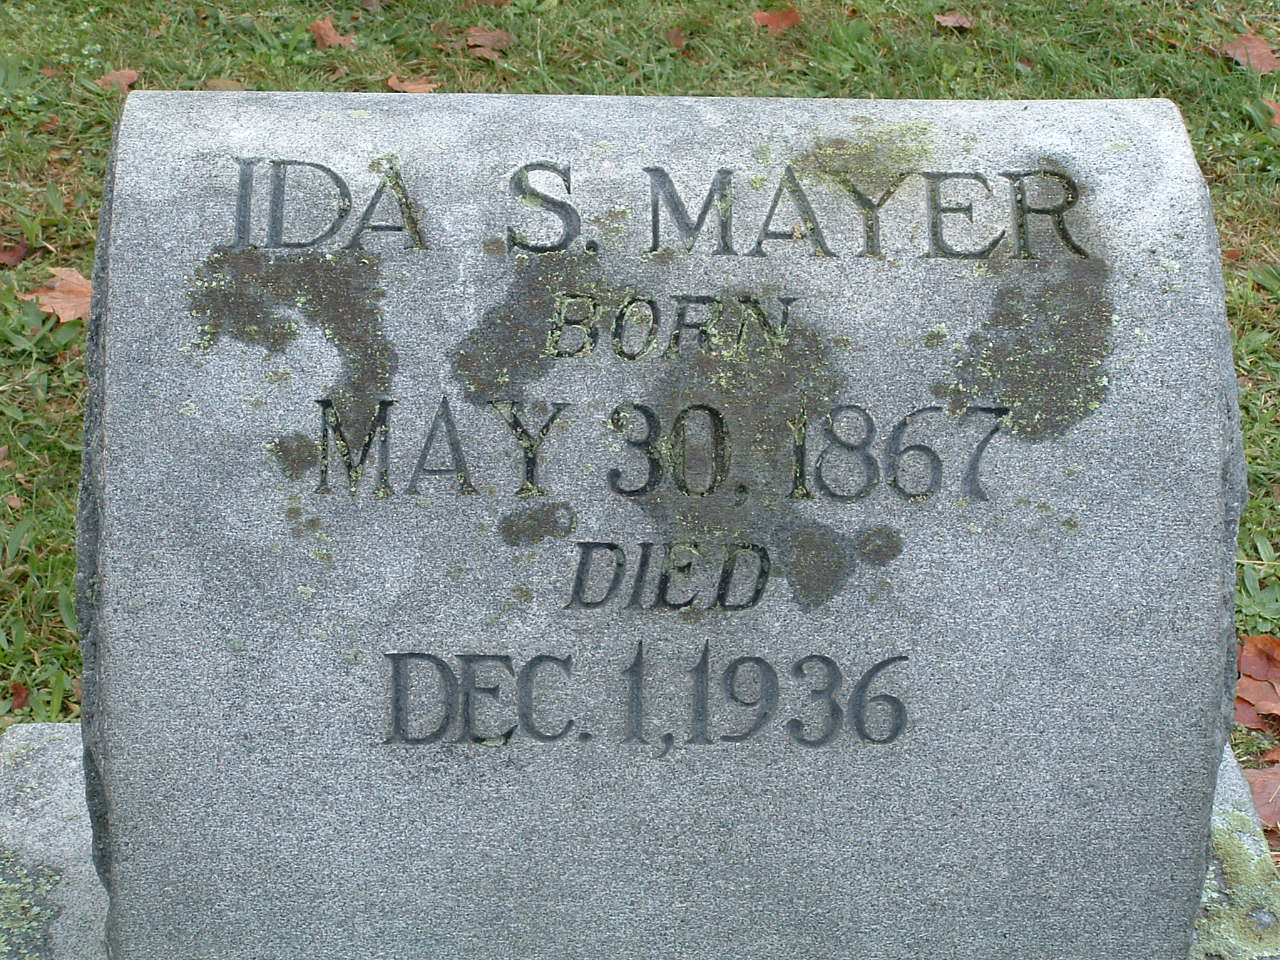 IDA S. MAYER
BORN
MAY 30. 1867
DIED
DEC. 1, 1936